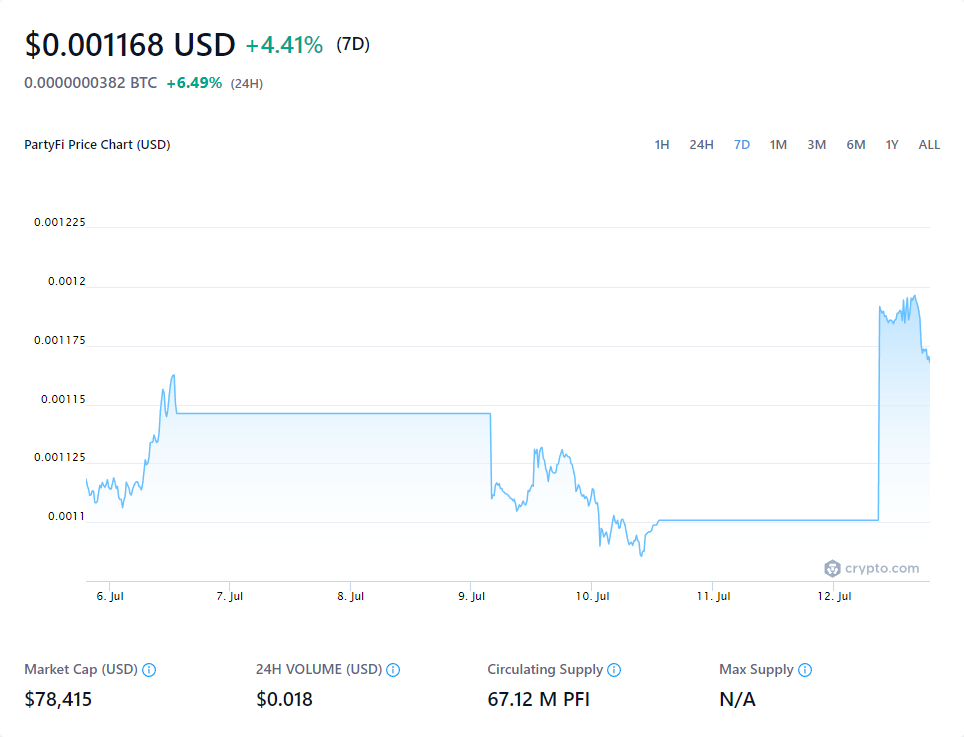 $0.001168 USD +4.41% (7D)
0.0000000382 BTC +6.49% (24H)
PartyFi Price Chart (USD) 1H 24H 7D 1M 3M 6M 1Y ALL
0.001225
0.0012
0.001175
0.00115
0.001125
0.0011
crypto.com
6. Jul 7. Jul 8. Jul 9. Jul 10. Jul 11. Jul 12. Jul
Market Cap (USD) 24H VOLUME (USD) Circulating Supply Max Supply
$78,415 $0.018 67.12 M PFI N/A